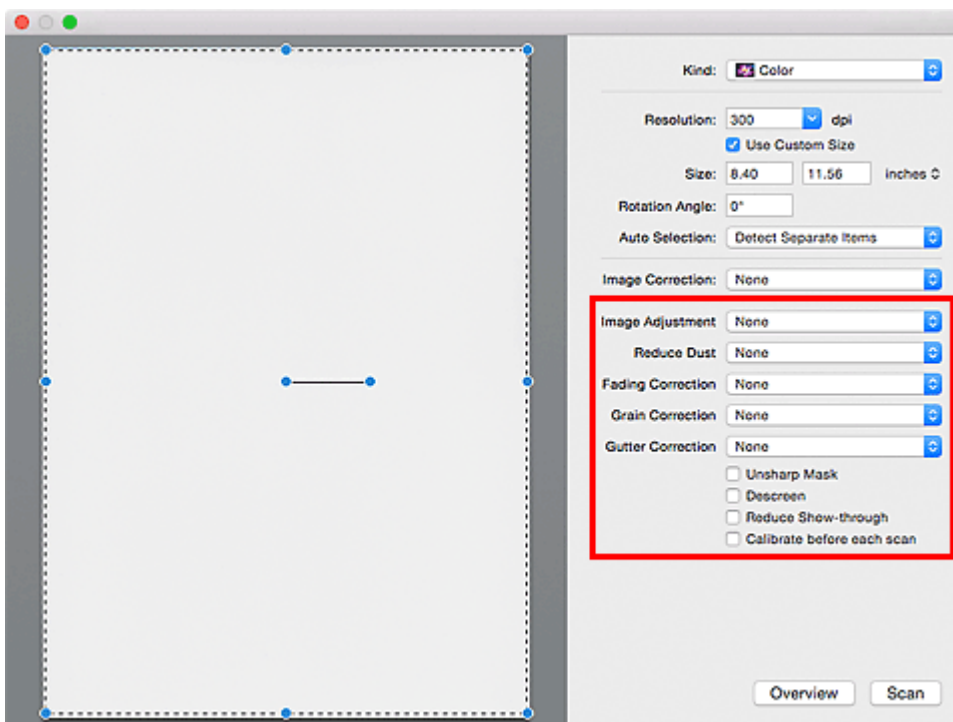 Kind: Color
Resolution: 300 dpi
Use Custom Size
Size: 8.40 11.56 inches
Rotation Angle: 0°
Auto Selection: Detect Separate Items
Image Correction: None
Image Adjustment None
Reduce Dust None
Fading Correction None
Grain Correction None
Gutter Correction None
Unsharp Mask
Descreen
Reduce Show-through
Calibrate before each scan
Overview Scan